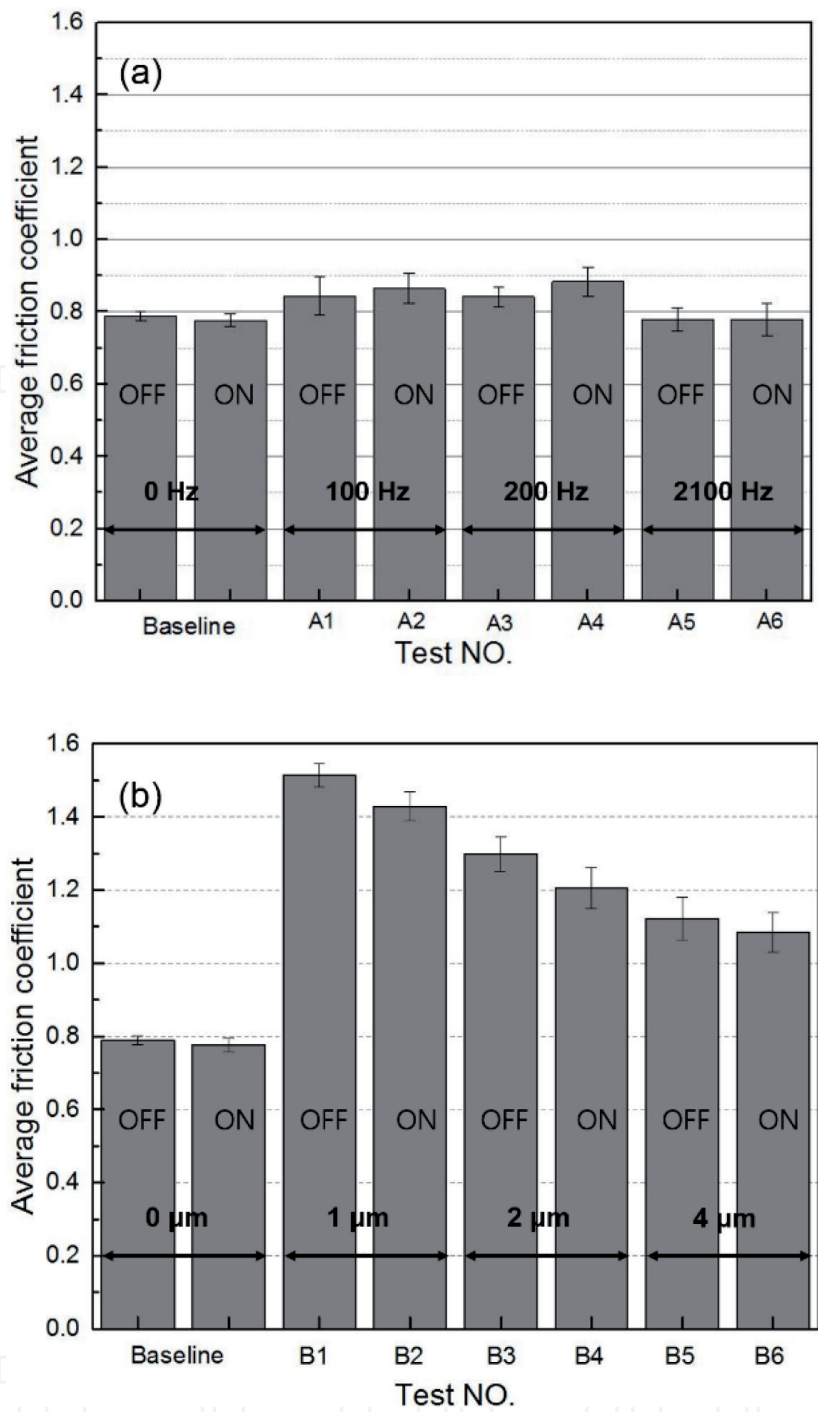 1.6
(a)
1.4
1.2
1.0
0.8
0.6
0.4
0.2
0.0
Average friction coefficient
OFF ON OFF ON OFF ON OFF ON
0 Hz 100 Hz 200 Hz 2100 Hz
Baseline A1 A2 A3 A4 A5 A6
Test NO.
1.6
(b)
1.4
1.2
1.0
0.8
0.6
0.4
0.2
0.0
Average friction coefficient
OFF ON OFF ON OFF ON OFF ON
0 μm 1 μm 2 μm 4 μm
Baseline B1 B2 B3 B4 B5 B6
Test NO.